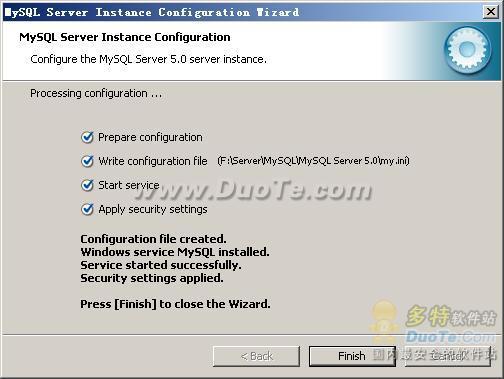 MySQL Server Instance Configuration Wizard
MySQL Server Instance Configuration
Configure the MySQL Server 5.0 server instance.
Processing configuration ...
Prepare configuration
Write configuration file (F:\Server\MySQL\MySQL Server 5.0\my.ini)
Start service
www.DuoTe.com
Apply security settings
Configuration file created.
Windows service MySQL installed.
Service started successfully.
Security settings applied.
Press [Finish] to close the Wizard.
多特软件站
DuoTe.com
国内最安全的软件站
< Back
Finish
Cancel